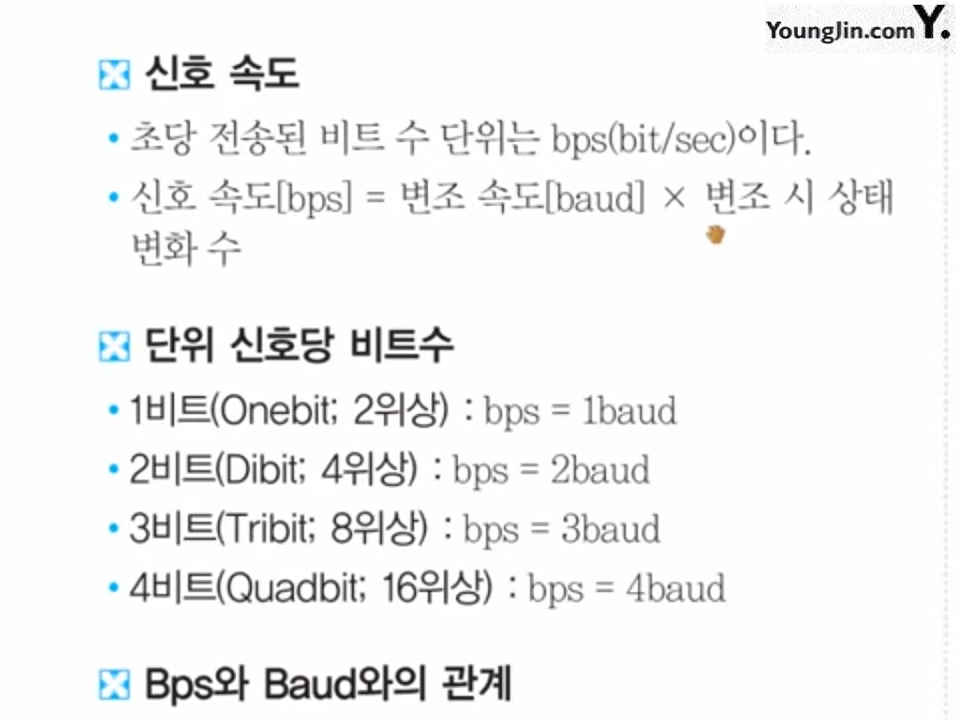 YoungJin.com Y.
신호 속도
• 초당 전송된 비트 수 단위는 bps(bit/sec)이다.
• 신호 속도[bps] = 변조 속도[baud] × 변조 시 상태
변화 수
단위 신호당 비트수
• 1비트(Onebit; 2위상) : bps = 1baud
• 2비트(Dibit; 4위상) : bps = 2baud
• 3비트(Tribit; 8위상) : bps = 3baud
• 4비트(Quadbit; 16위상) : bps = 4baud
Bps와 Baud와의 관계